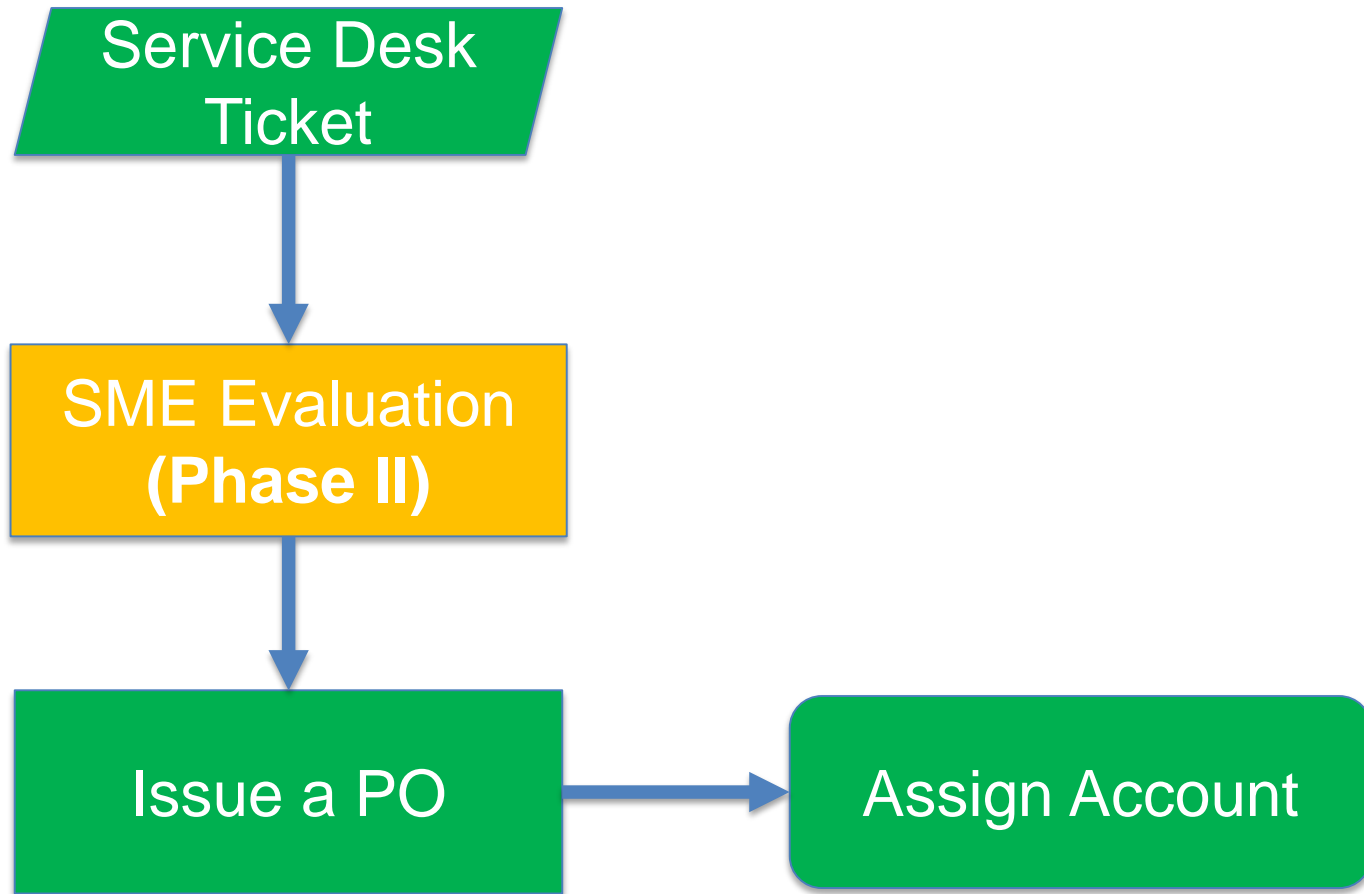 Service Desk
Ticket
SME Evaluation
(Phase II)
Issue a PO
Assign Account